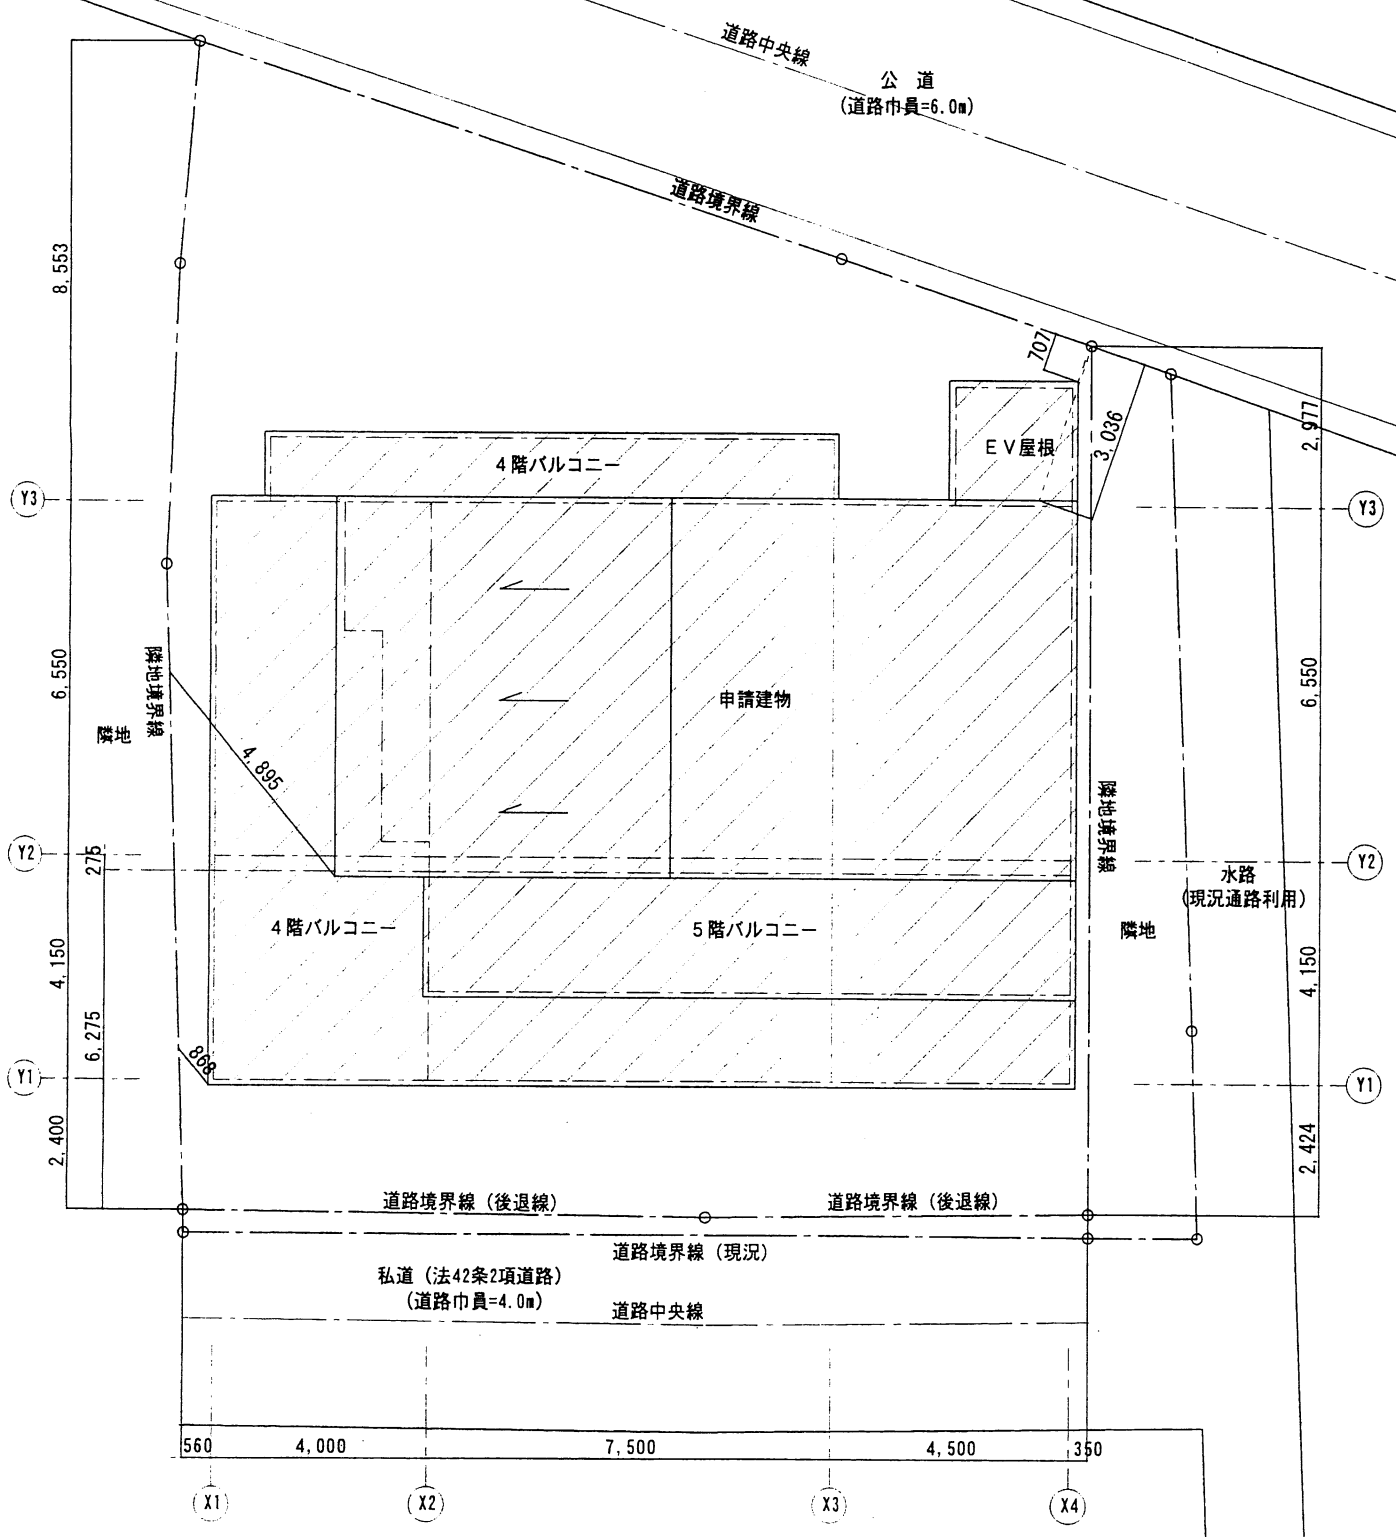 道路中央線
公 道
(道路巾員=6.0m)
道路境界線
8,553
707
3,036
2,977
EV屋根
4階バルコニー
Y3
Y3
隣地境界線
隣地
6,550
4,895
申請建物
6,550
隣地境界線
Y2
275
Y2
水路
(現況通路利用)
4階バルコニー
5階バルコニー
隣地
4,150
4,150
6,275
868
Y1
Y1
2,400
2,424
道路境界線(後退線)
道路境界線(後退線)
道路境界線(現況)
私道(法42条2項道路)
(道路巾員=4.0m)
道路中央線
560
4,000
7,500
4,500
350
X1
X2
X3
X4